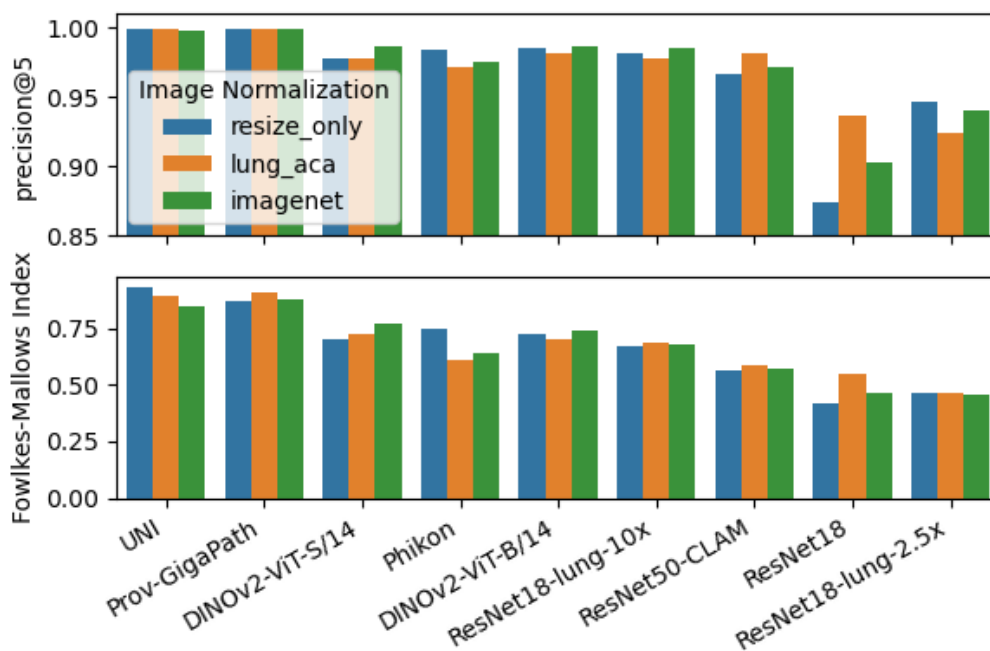 precision@5
1.00
0.95
0.90
0.85
Image Normalization
resize_only
lung_aca
imagenet
Fowlkes-Mallows Index
0.75
0.50
0.25
0.00
UNI
Prov-GigaPath
DINOv2-ViT-S/14
Phikon
DINOv2-ViT-B/14
ResNet18-lung-10x
ResNet50-CLAM
ResNet18
ResNet18-lung-2.5x